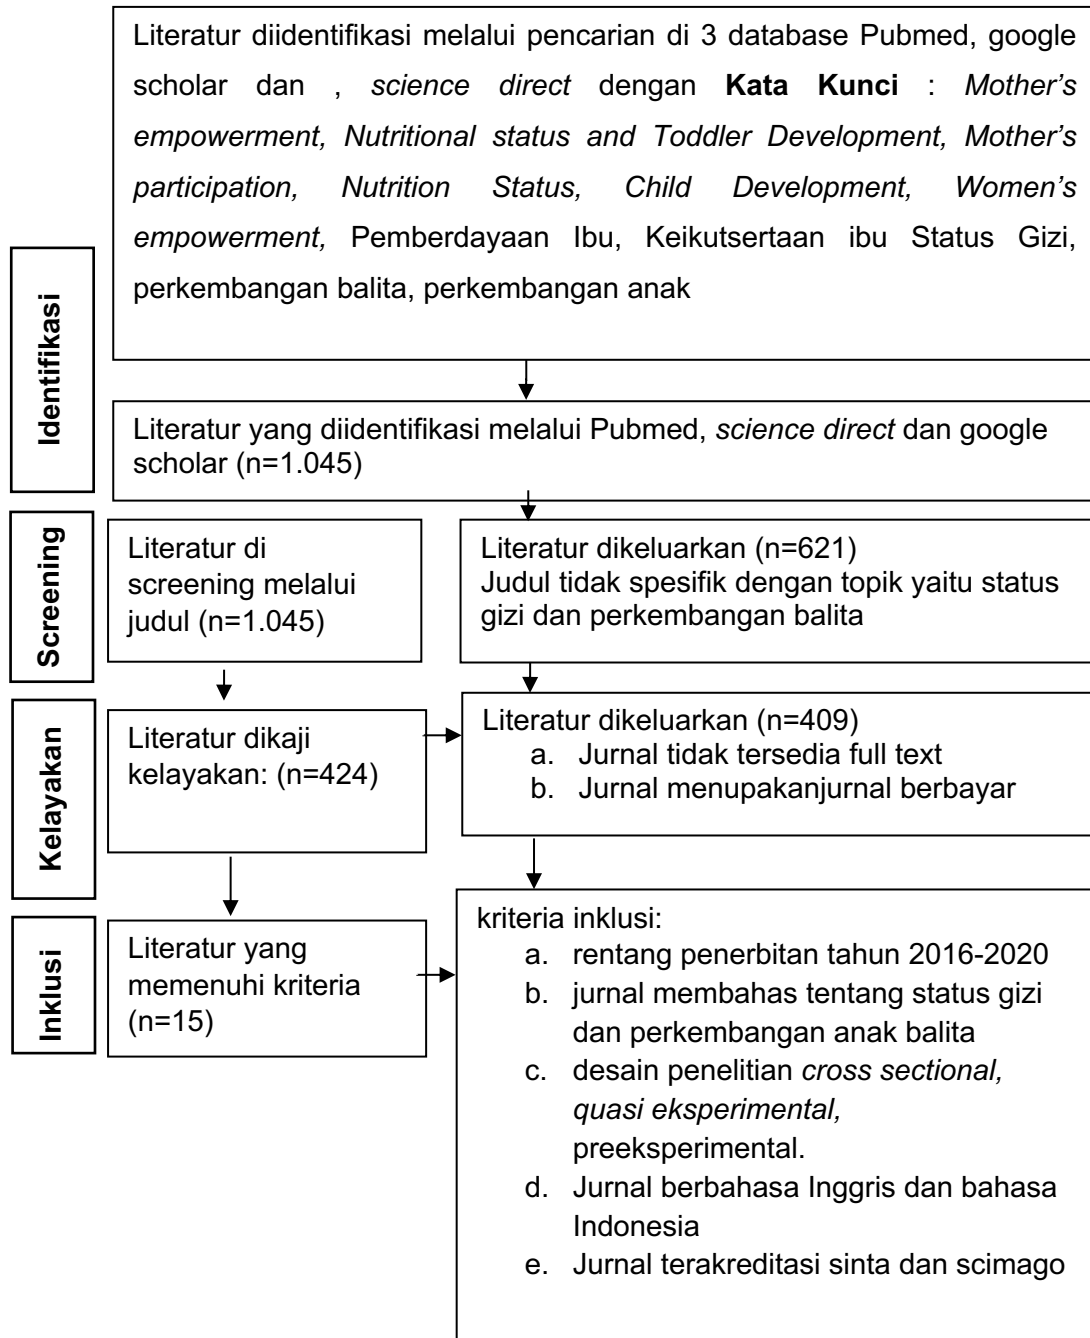 Literatur diidentifikasi melalui pencarian di 3 database Pubmed, google
scholar dan , science direct dengan Kata Kunci : Mother's
empowerment, Nutritional status and Toddler Development, Mother's
participation, Nutrition Status, Child Development, Women's
empowerment, Pemberdayaan Ibu, Keikutsertaan ibu Status Gizi,
perkembangan balita, perkembangan anak
Identifikasi
Literatur yang diidentifikasi melalui Pubmed, science direct dan google
scholar (n=1.045)
Screening
Literatur di
screening melalui
judul (n=1.045)
Literatur dikeluarkan (n=621)
Judul tidak spesifik dengan topik yaitu status
gizi dan perkembangan balita
Kelayakan
Literatur dikaji
kelayakan: (n=424)
Literatur dikeluarkan (n=409)
a. Jurnal tidak tersedia full text
b. Jurnal menupakanjurnal berbayar
Inklusi
Literatur yang
memenuhi kriteria
(n=15)
kriteria inklusi:
a. rentang penerbitan tahun 2016-2020
b. jurnal membahas tentang status gizi
dan perkembangan anak balita
c. desain penelitian cross sectional,
quasi eksperimental,
preeksperimental.
d. Jurnal berbahasa Inggris dan bahasa
Indonesia
e. Jurnal terakreditasi sinta dan scimago